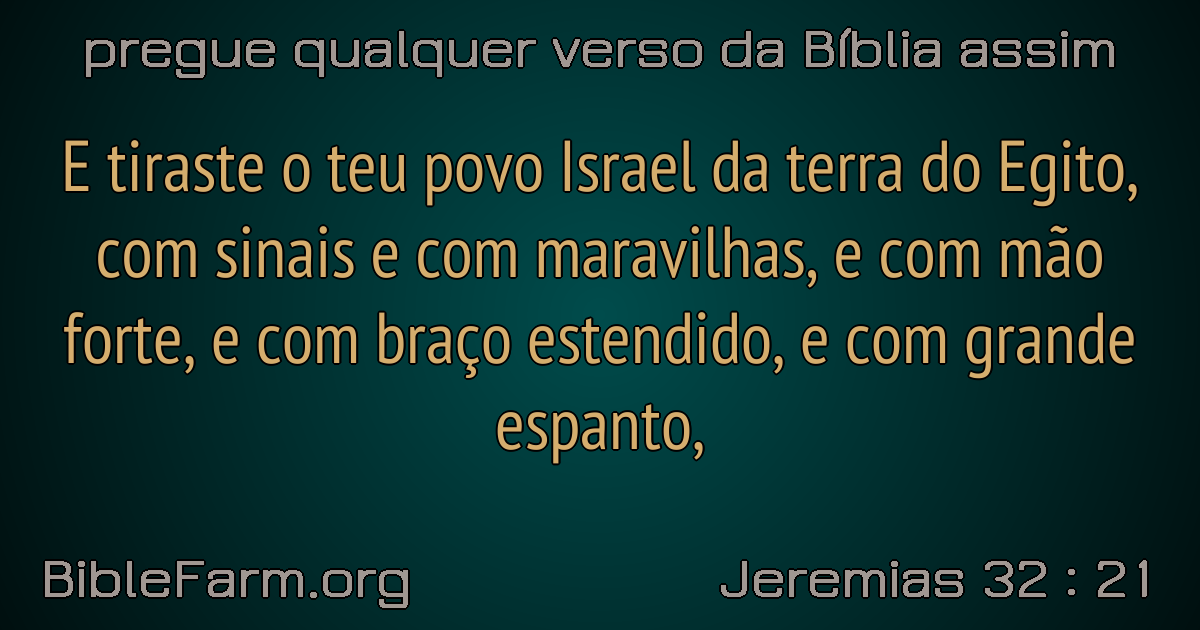 pregue qualquer verso da Bíblia assim
E tiraste o teu povo Israel da terra do Egito,
com sinais e com maravilhas, e com mão
forte, e com braço estendido, e com grande
espanto,
BibleFarm.org
Jeremias 32 : 21